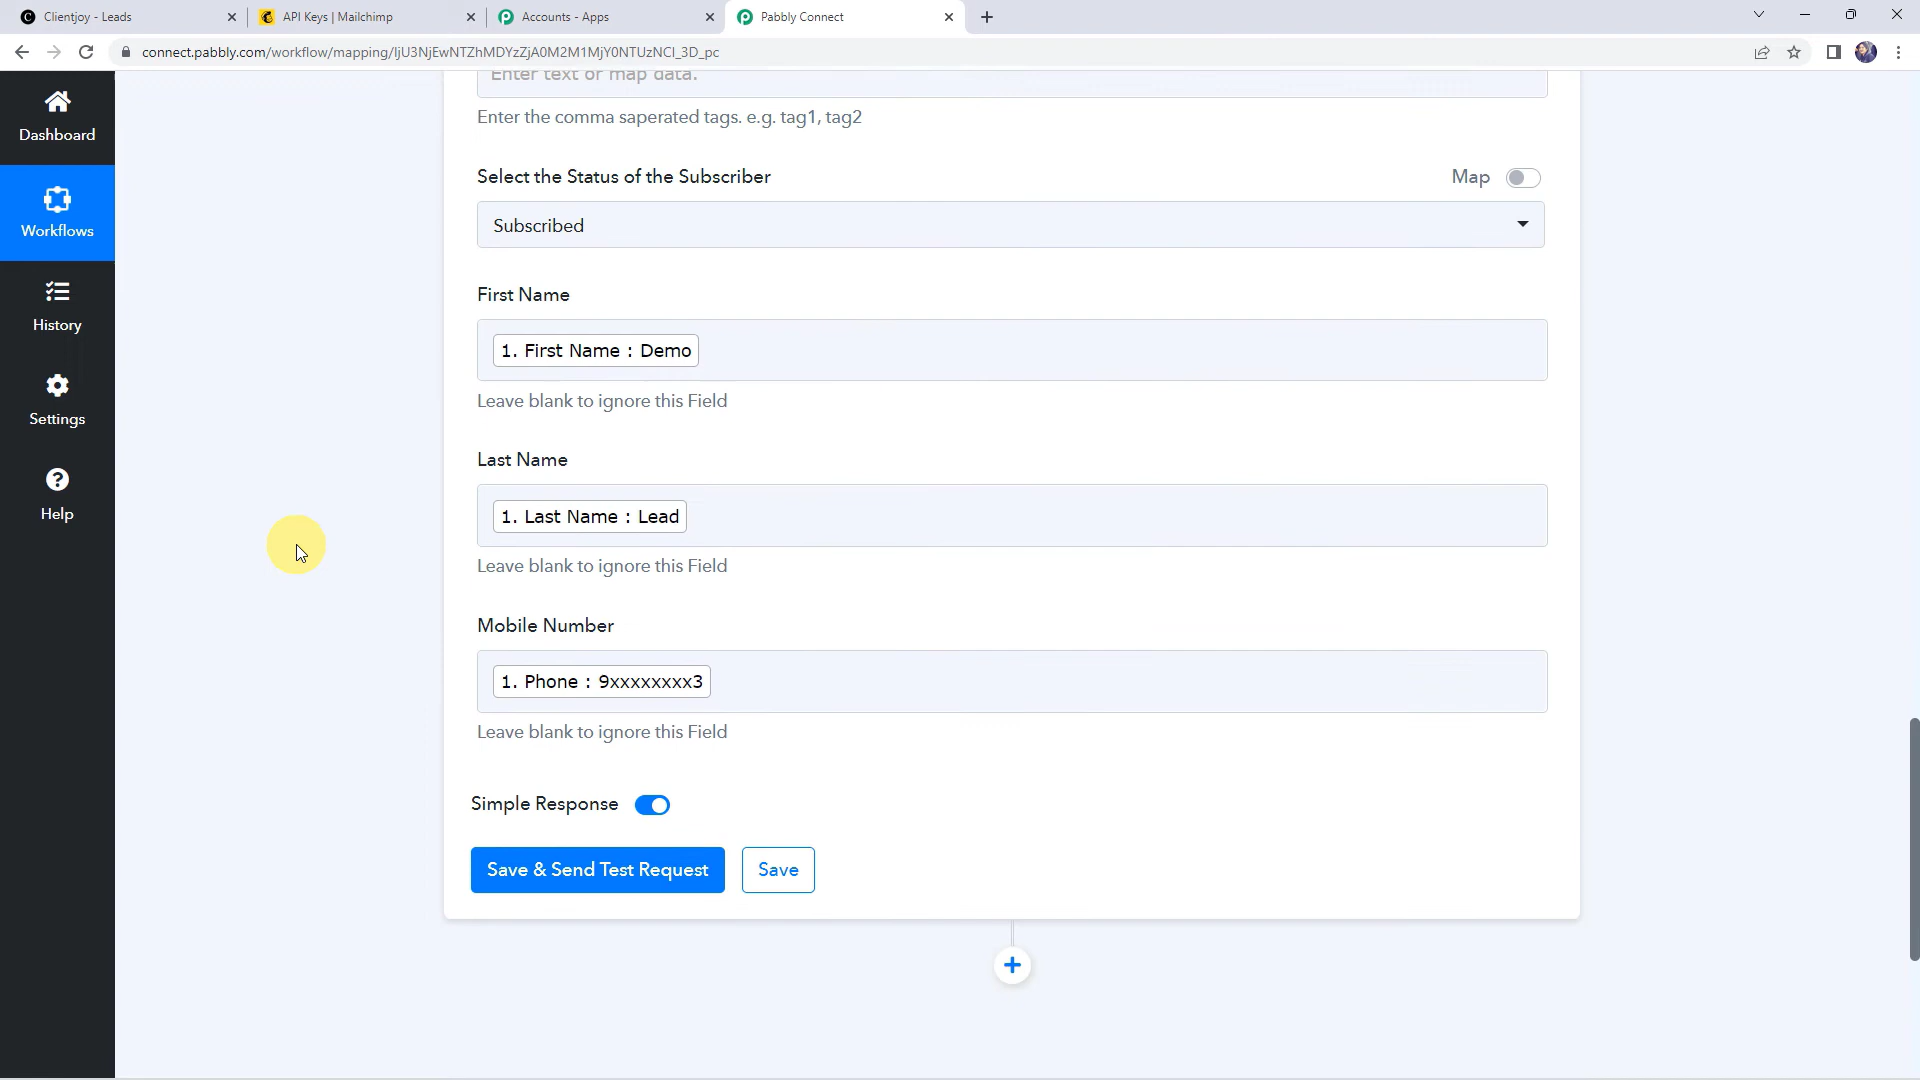 Clientjoy - Leads
API Keys | Mailchimp
Accounts - Apps
Pabbly Connect
connect.pabbly.com/workflow/mapping/IjU3NjEwNTZhMDYzZjA0M2M1MjY0NTUzNCI_3D_pc
Dashboard
Workflows
History
Settings
Help
Enter text or map data.
Enter the comma saperated tags. e.g. tag1, tag2
Select the Status of the Subscriber
Map
Subscribed
First Name
1. First Name : Demo
Leave blank to ignore this Field
Last Name
1. Last Name : Lead
Leave blank to ignore this Field
Mobile Number
1. Phone : 9xxxxxxxx3
Leave blank to ignore this Field
Simple Response
Save & Send Test Request
Save